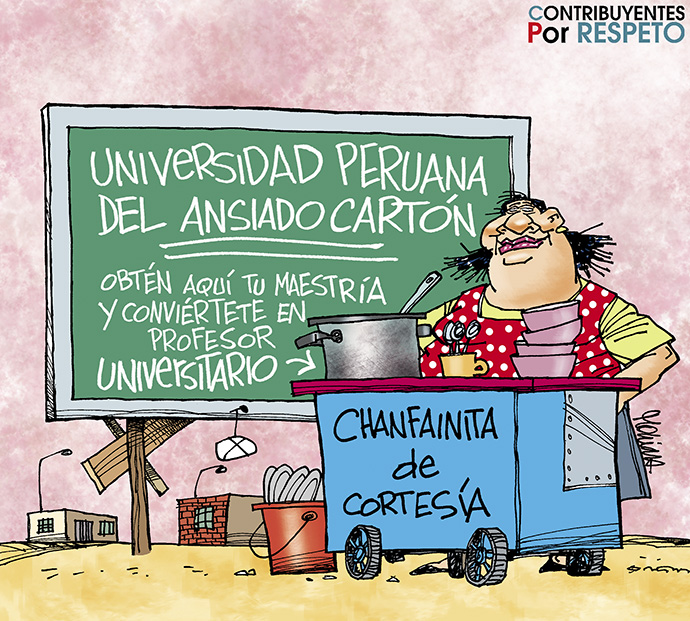 CONTRIBUYENTES
Por RESPETO
UNIVERSIDAD PERUANA
DEL ANSIADO CARTÓN
OBTÉN AQUÍ TU MAESTRÍA
Y CONVIÉRTETE EN
PROFESOR
UNIVERSITARIO
CHANFAINITA
de
CORTESÍA